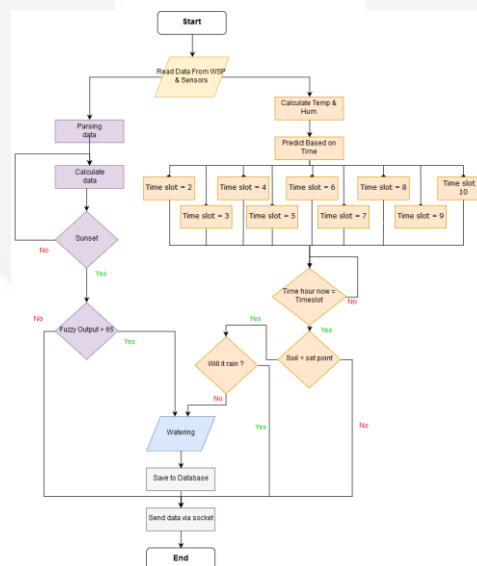 Start
Read Data From WSP
& Sensors
Calculate Temp &
Hum
Parsing
data
Predict Based on
Time
Calculate
data
Time slot = 2
Time slot = 4
Time slot = 6
Time slot = 8
Time slot
10
Time slot = 3
Time slot = 5
Time slot = 7
Time slot = 9
Sunset
No
Yes
Time hour now =
Timeslot
No
No
Fuzzy Output > 65
Yes
Yes
Yes
Will it rain ?
Soil < set point
No
Yes
No
Watering
Save to Database
Send data via socket
End